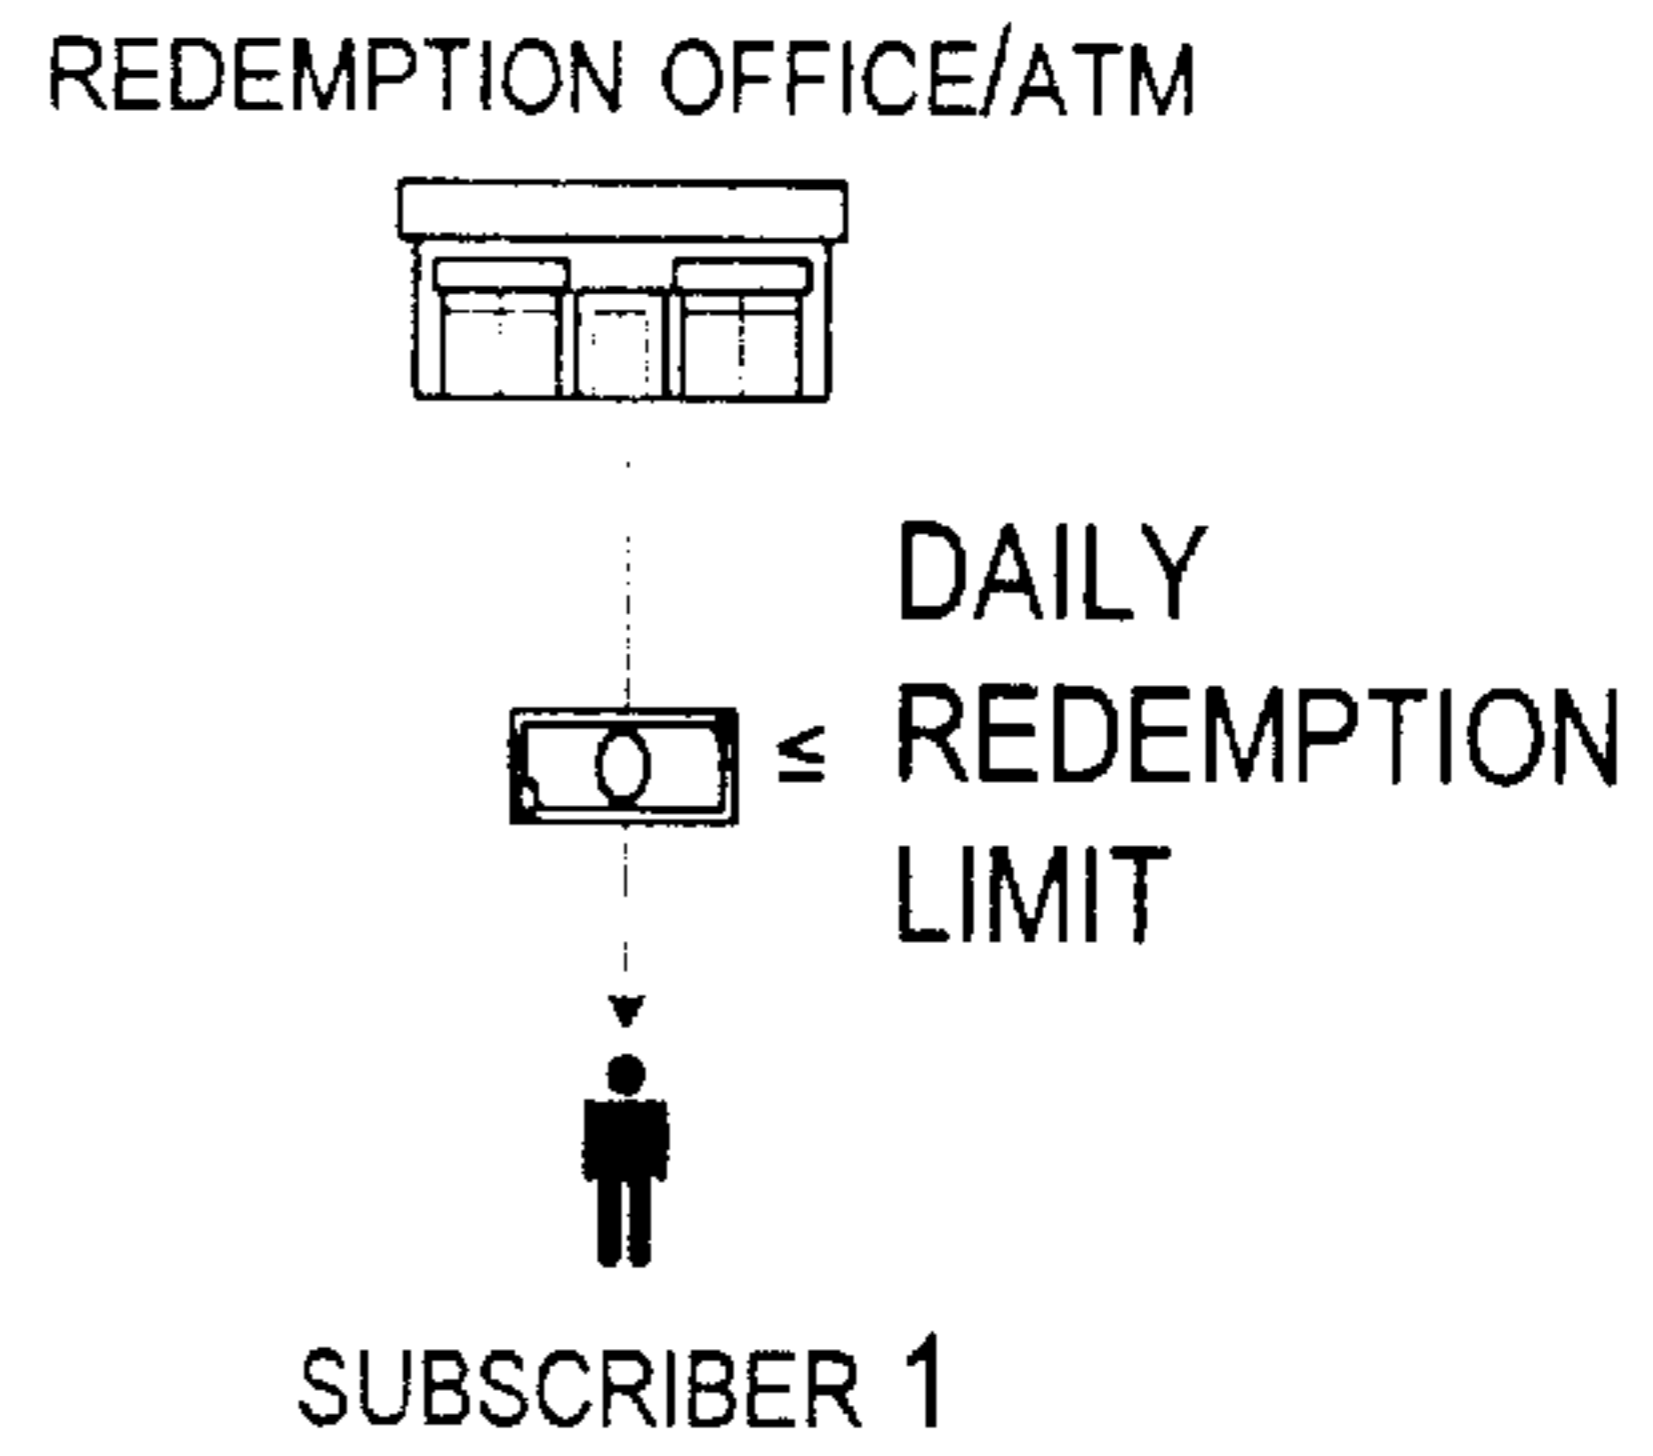 REDEMPTION OFFICE/ATM
DAILY
≤ REDEMPTION
LIMIT
SUBSCRIBER 1